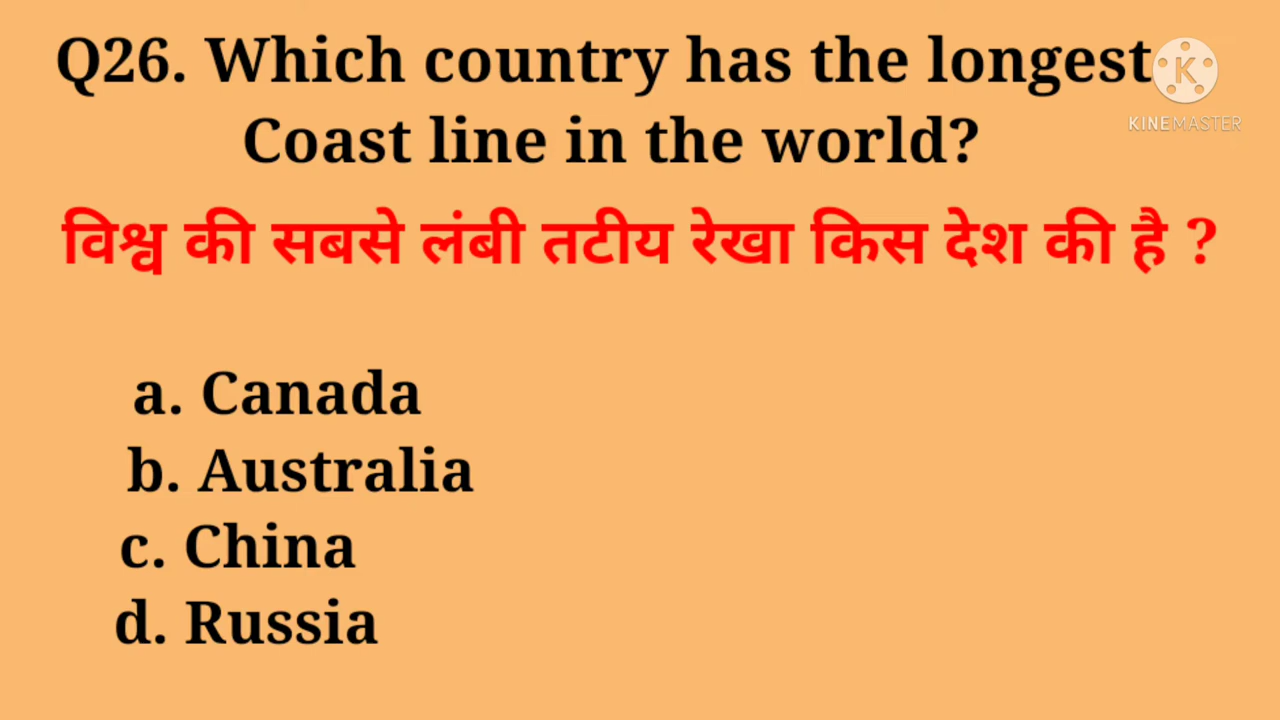 Q26. Which country has the longest
Coast line in the world?
K
KINEMASTER
विश्व की सबसे लंबी तटीय रेखा किस देश की है ?
a. Canada
b. Australia
c. China
d. Russia